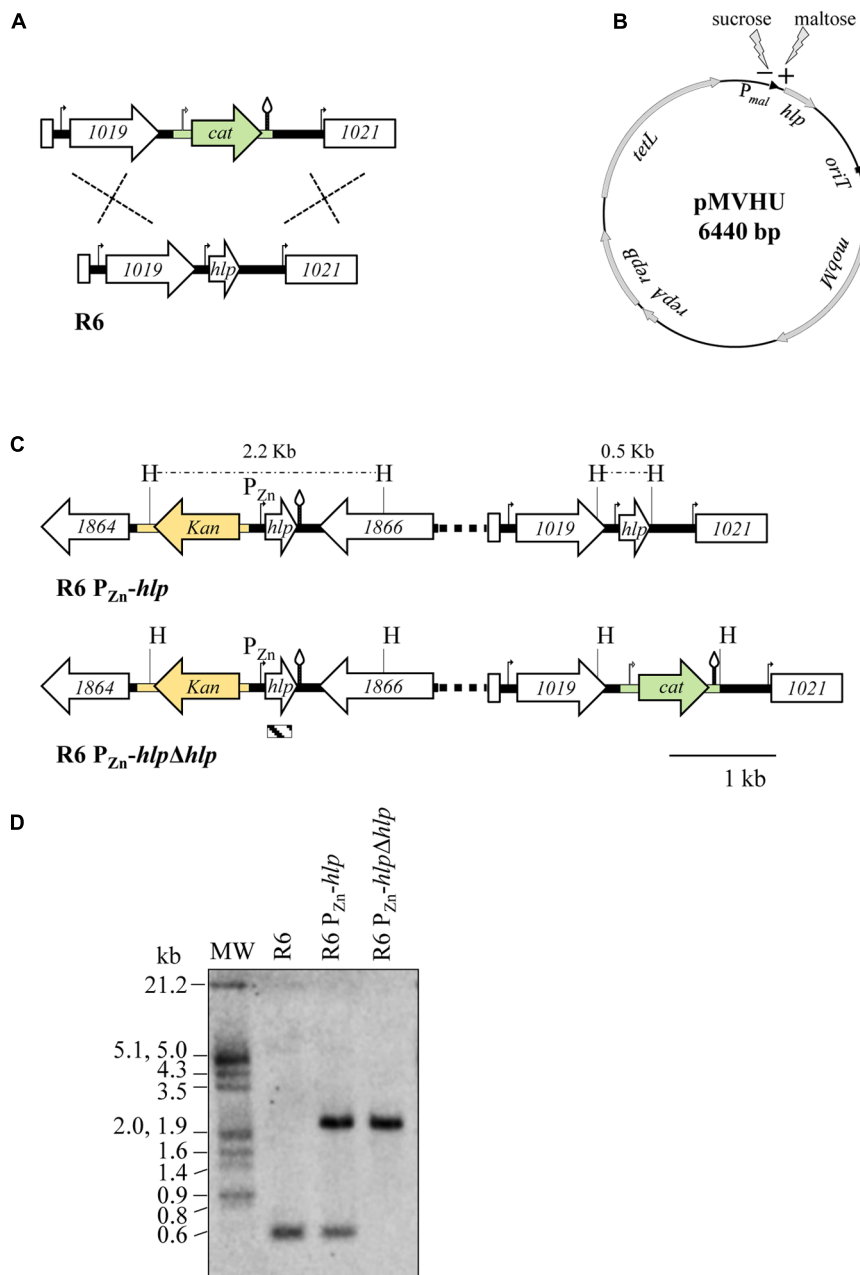 A
1019
cat
1021
1019
hlp
1021
R6
B
sucrose
maltose
− +
Pmal
hlp
oriT
mobM
repA
repB
tetL
pMVHU
6440 bp
C
2.2 Kb
0.5 Kb
H
H
H
H
PZn
1864
Kan
hlp
1866
1019
hlp
1021
R6 PZn-hlp
H
H
H
H
PZn
1864
Kan
hlp
1866
1019
cat
1021
R6 PZn-hlpΔhlp
1 kb
D
kb
MW
R6
R6 PZn-hlp
R6 PZn-hlpΔhlp
21.2
5.1, 5.0
4.3
3.5
2.0, 1.9
1.6
1.4
0.9
0.8
0.6